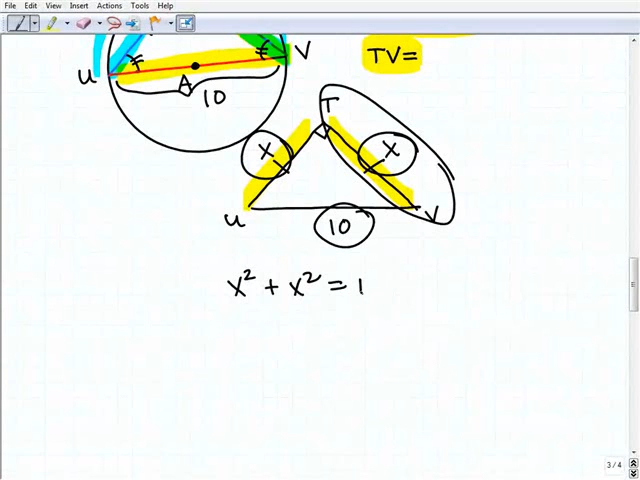 File Edit View Insert Actions Tools Help
U V
A
10
TV=
T
X X
U 10 V
x² + x² = 1
3 / 4